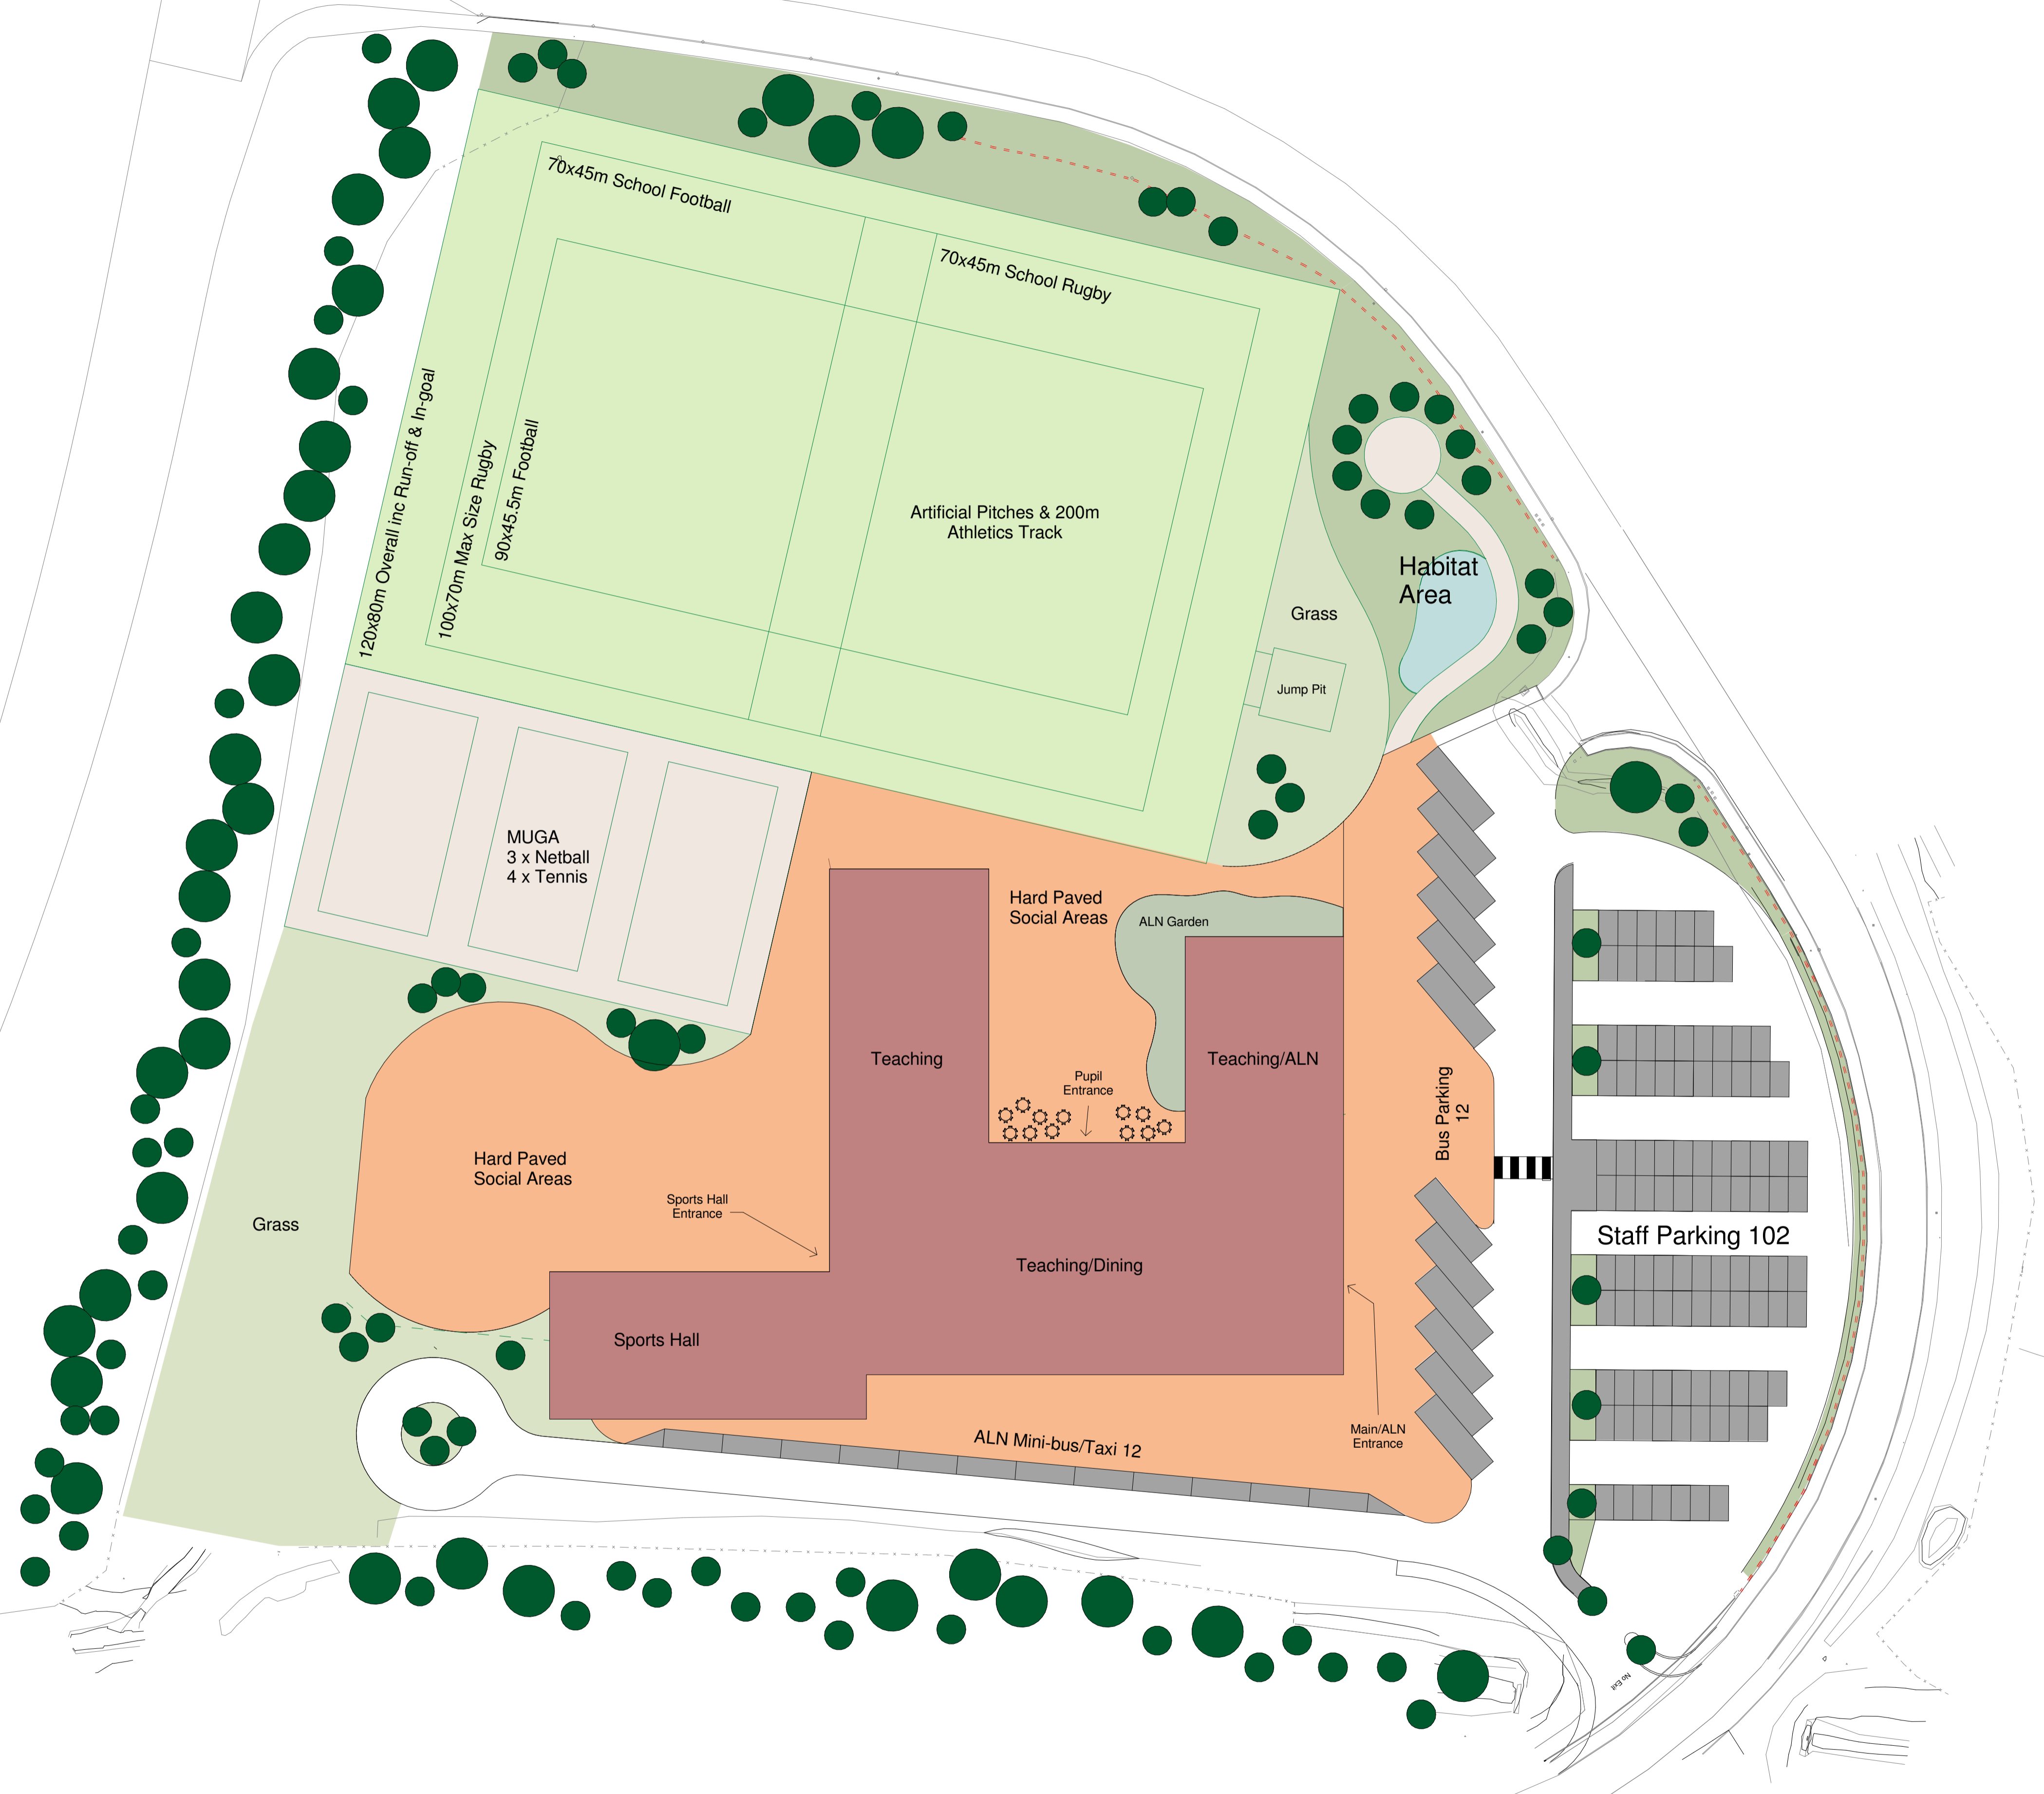 70x45m School Football
70x45m School Rugby
120x80m Overall inc Run-off & In-goal
100x70m Max Size Rugby
90x45.5m Football
Artificial Pitches & 200m
Athletics Track
Habitat
Area
Grass
Jump Pit
MUGA
3 x Netball
4 x Tennis
Hard Paved
Social Areas
ALN Garden
Teaching
Teaching/ALN
Pupil
Entrance
Bus Parking
12
Hard Paved
Social Areas
Sports Hall
Entrance
Grass
Staff Parking 102
Teaching/Dining
Sports Hall
Main/ALN
Entrance
ALN Mini-bus/Taxi 12
No Exit